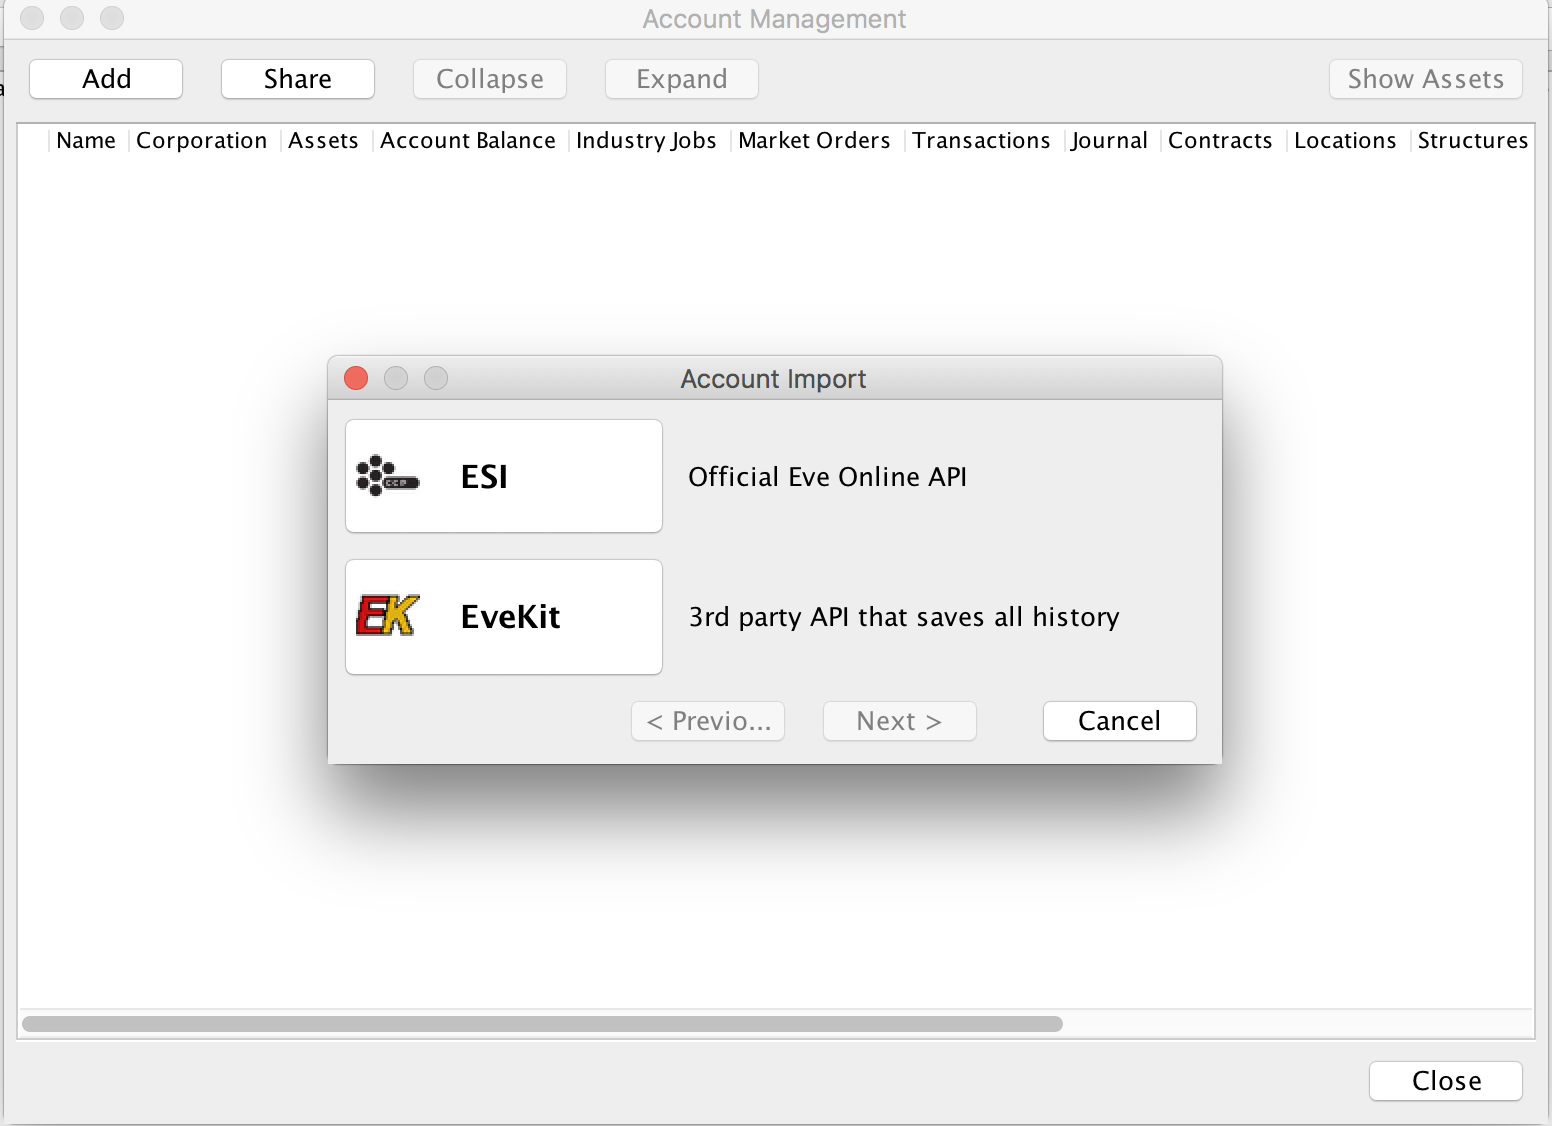 Account Management
Add Share Collapse Expand Show Assets
Name Corporation Assets Account Balance Industry Jobs Market Orders Transactions Journal Contracts Locations Structures
Account Import
ESI Official Eve Online API
EK EveKit 3rd party API that saves all history
< Previo... Next > Cancel
Close